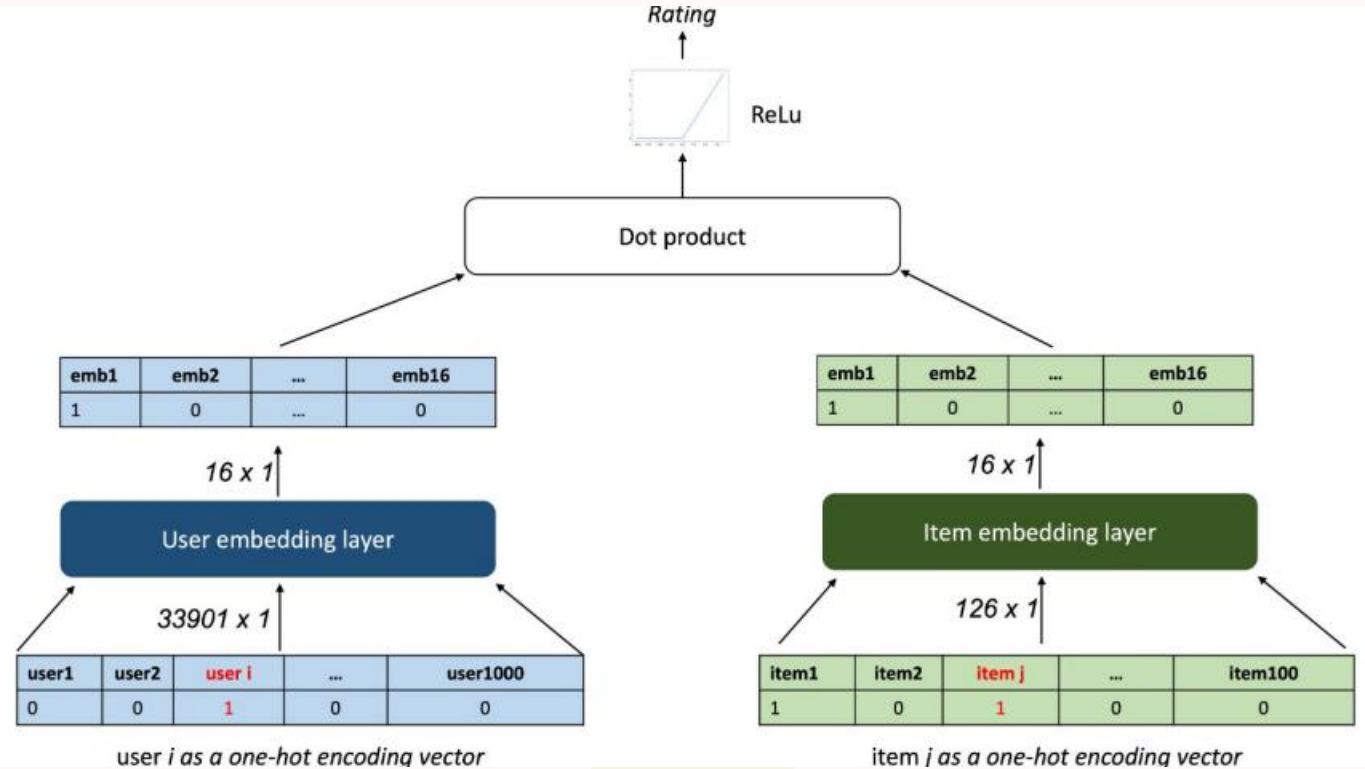 Rating
ReLu
Dot product
emb1 emb2 ... emb16
1 0 ... 0
emb1 emb2 ... emb16
1 0 ... 0
16 x 1
16 x 1
User embedding layer
Item embedding layer
33901 x 1
126 x 1
user1 user2 user i ... user1000
0 0 1 0 0
item1 item2 item j ... item100
1 0 1 0 0
user i as a one-hot encoding vector
item j as a one-hot encoding vector